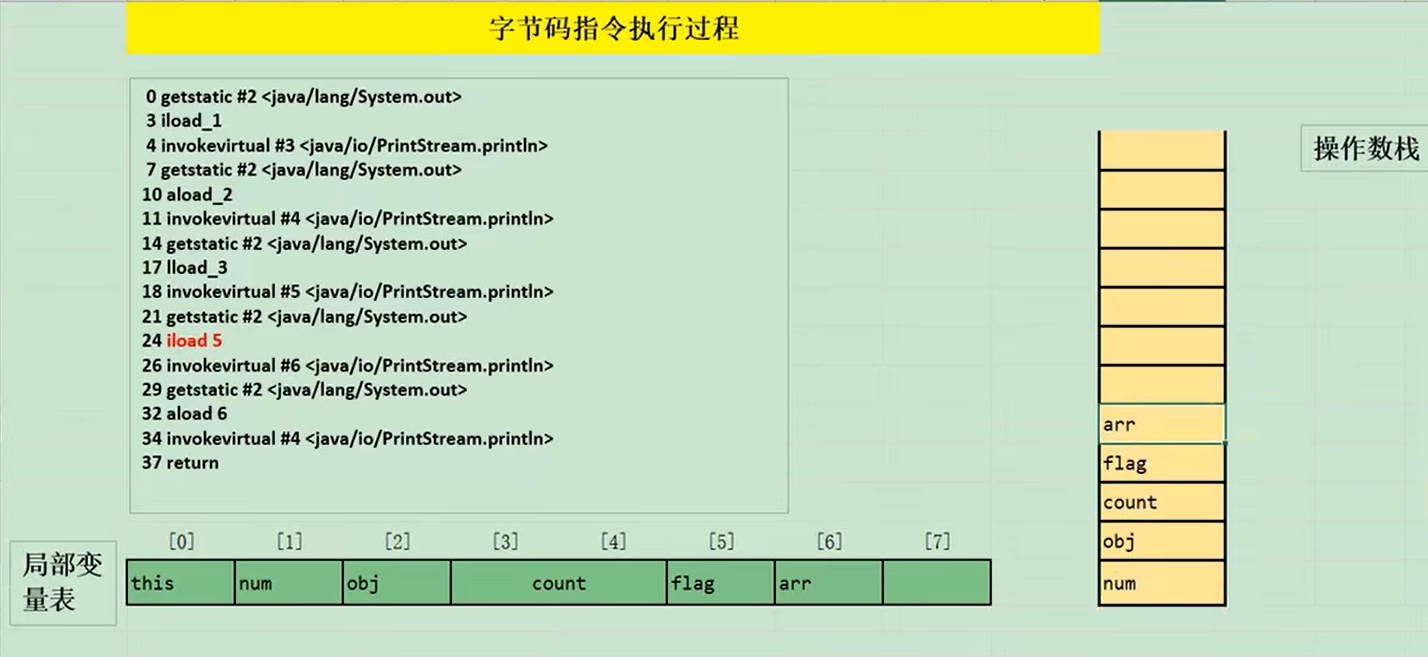 字节码指令执行过程
0 getstatic #2 <java/lang/System.out>
3 iload_1
4 invokevirtual #3 <java/io/PrintStream.println>
7 getstatic #2 <java/lang/System.out>
10 aload_2
11 invokevirtual #4 <java/io/PrintStream.println>
14 getstatic #2 <java/lang/System.out>
17 lload_3
18 invokevirtual #5 <java/io/PrintStream.println>
21 getstatic #2 <java/lang/System.out>
24 iload 5
26 invokevirtual #6 <java/io/PrintStream.println>
29 getstatic #2 <java/lang/System.out>
32 aload 6
34 invokevirtual #4 <java/io/PrintStream.println>
37 return
操作数栈
arr
flag
count
obj
num
局部变
量表
[0] [1] [2] [3] [4] [5] [6] [7]
this num obj count flag arr